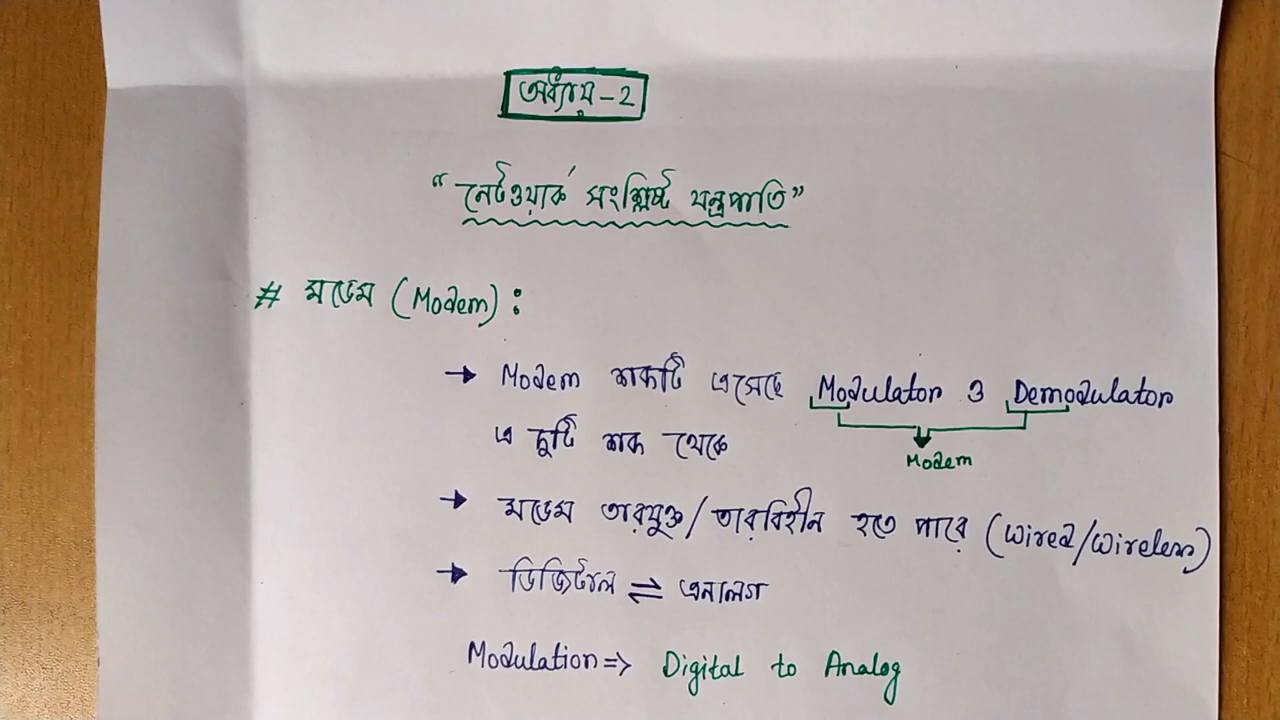 অধ্যায় - 2
“নেটওয়ার্ক সংশ্লিষ্ট যন্ত্রপাতি”
# মডেম (Modem) :
→ Modem শব্দটি এসেছে Modulator ও Demodulator
এ দুটি শব্দ থেকে
Modem
→ মডেম তারযুক্ত/তারবিহীন হতে পারে (Wired/Wireless)
→ ডিজিটাল ⇌ এনালগ
Modulation => Digital to Analog